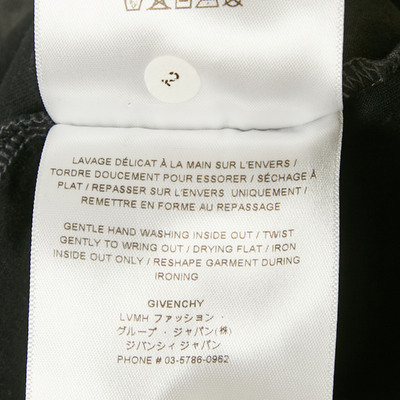 2
LAVAGE DÉLICAT À LA MAIN SUR L'ENVERS /
TORDRE DOUCEMENT POUR ESSORER / SÉCHAGE À
PLAT / REPASSER SUR L'ENVERS UNIQUEMENT /
REMETTRE EN FORME AU REPASSAGE
GENTLE HAND WASHING INSIDE OUT / TWIST
GENTLY TO WRING OUT / DRYING FLAT / IRON
INSIDE OUT ONLY / RESHAPE GARMENT DURING
IRONING
GIVENCHY
LVMH ファッション・
グループ・ジャパン(株)
ジバンシィ ジャパン
PHONE # 03-5786-0962